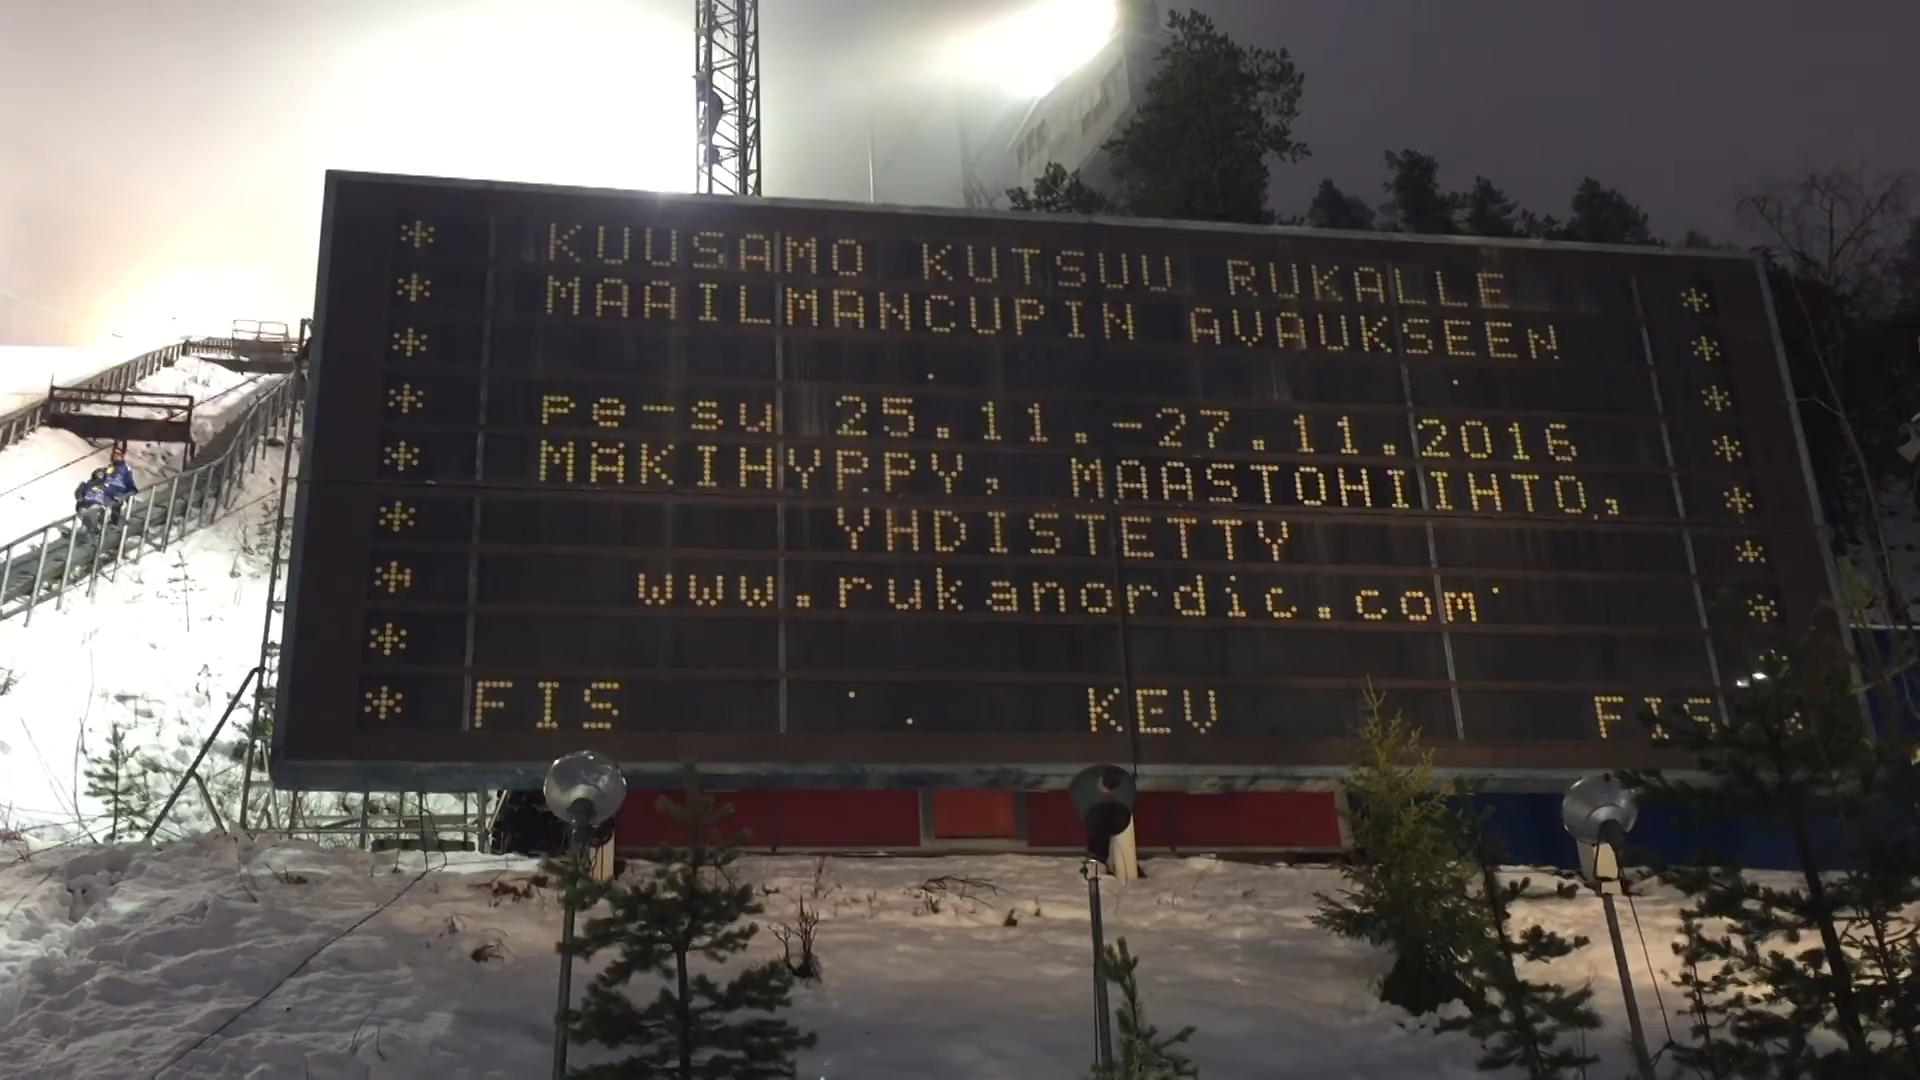 * KUUSAMO KUTSUU RUKALLE *
* MAAILMANCUPIN AVAUKSEEN *
* *
* pe-su 25.11.-27.11.2016 *
* MÄKIHYPPY, MAASTOHIIHTO, *
* YHDISTETTY *
* www.rukanordic.com *
*
* FIS KEV FIS